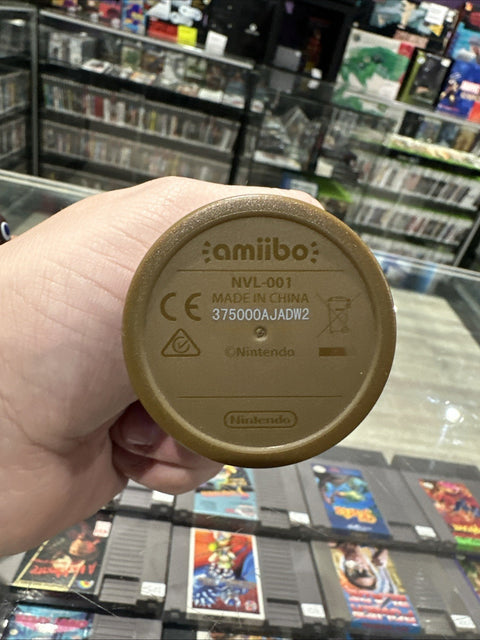 amiibo
NVL-001
MADE IN CHINA
CE
375000AJADW2
©Nintendo
Nintendo